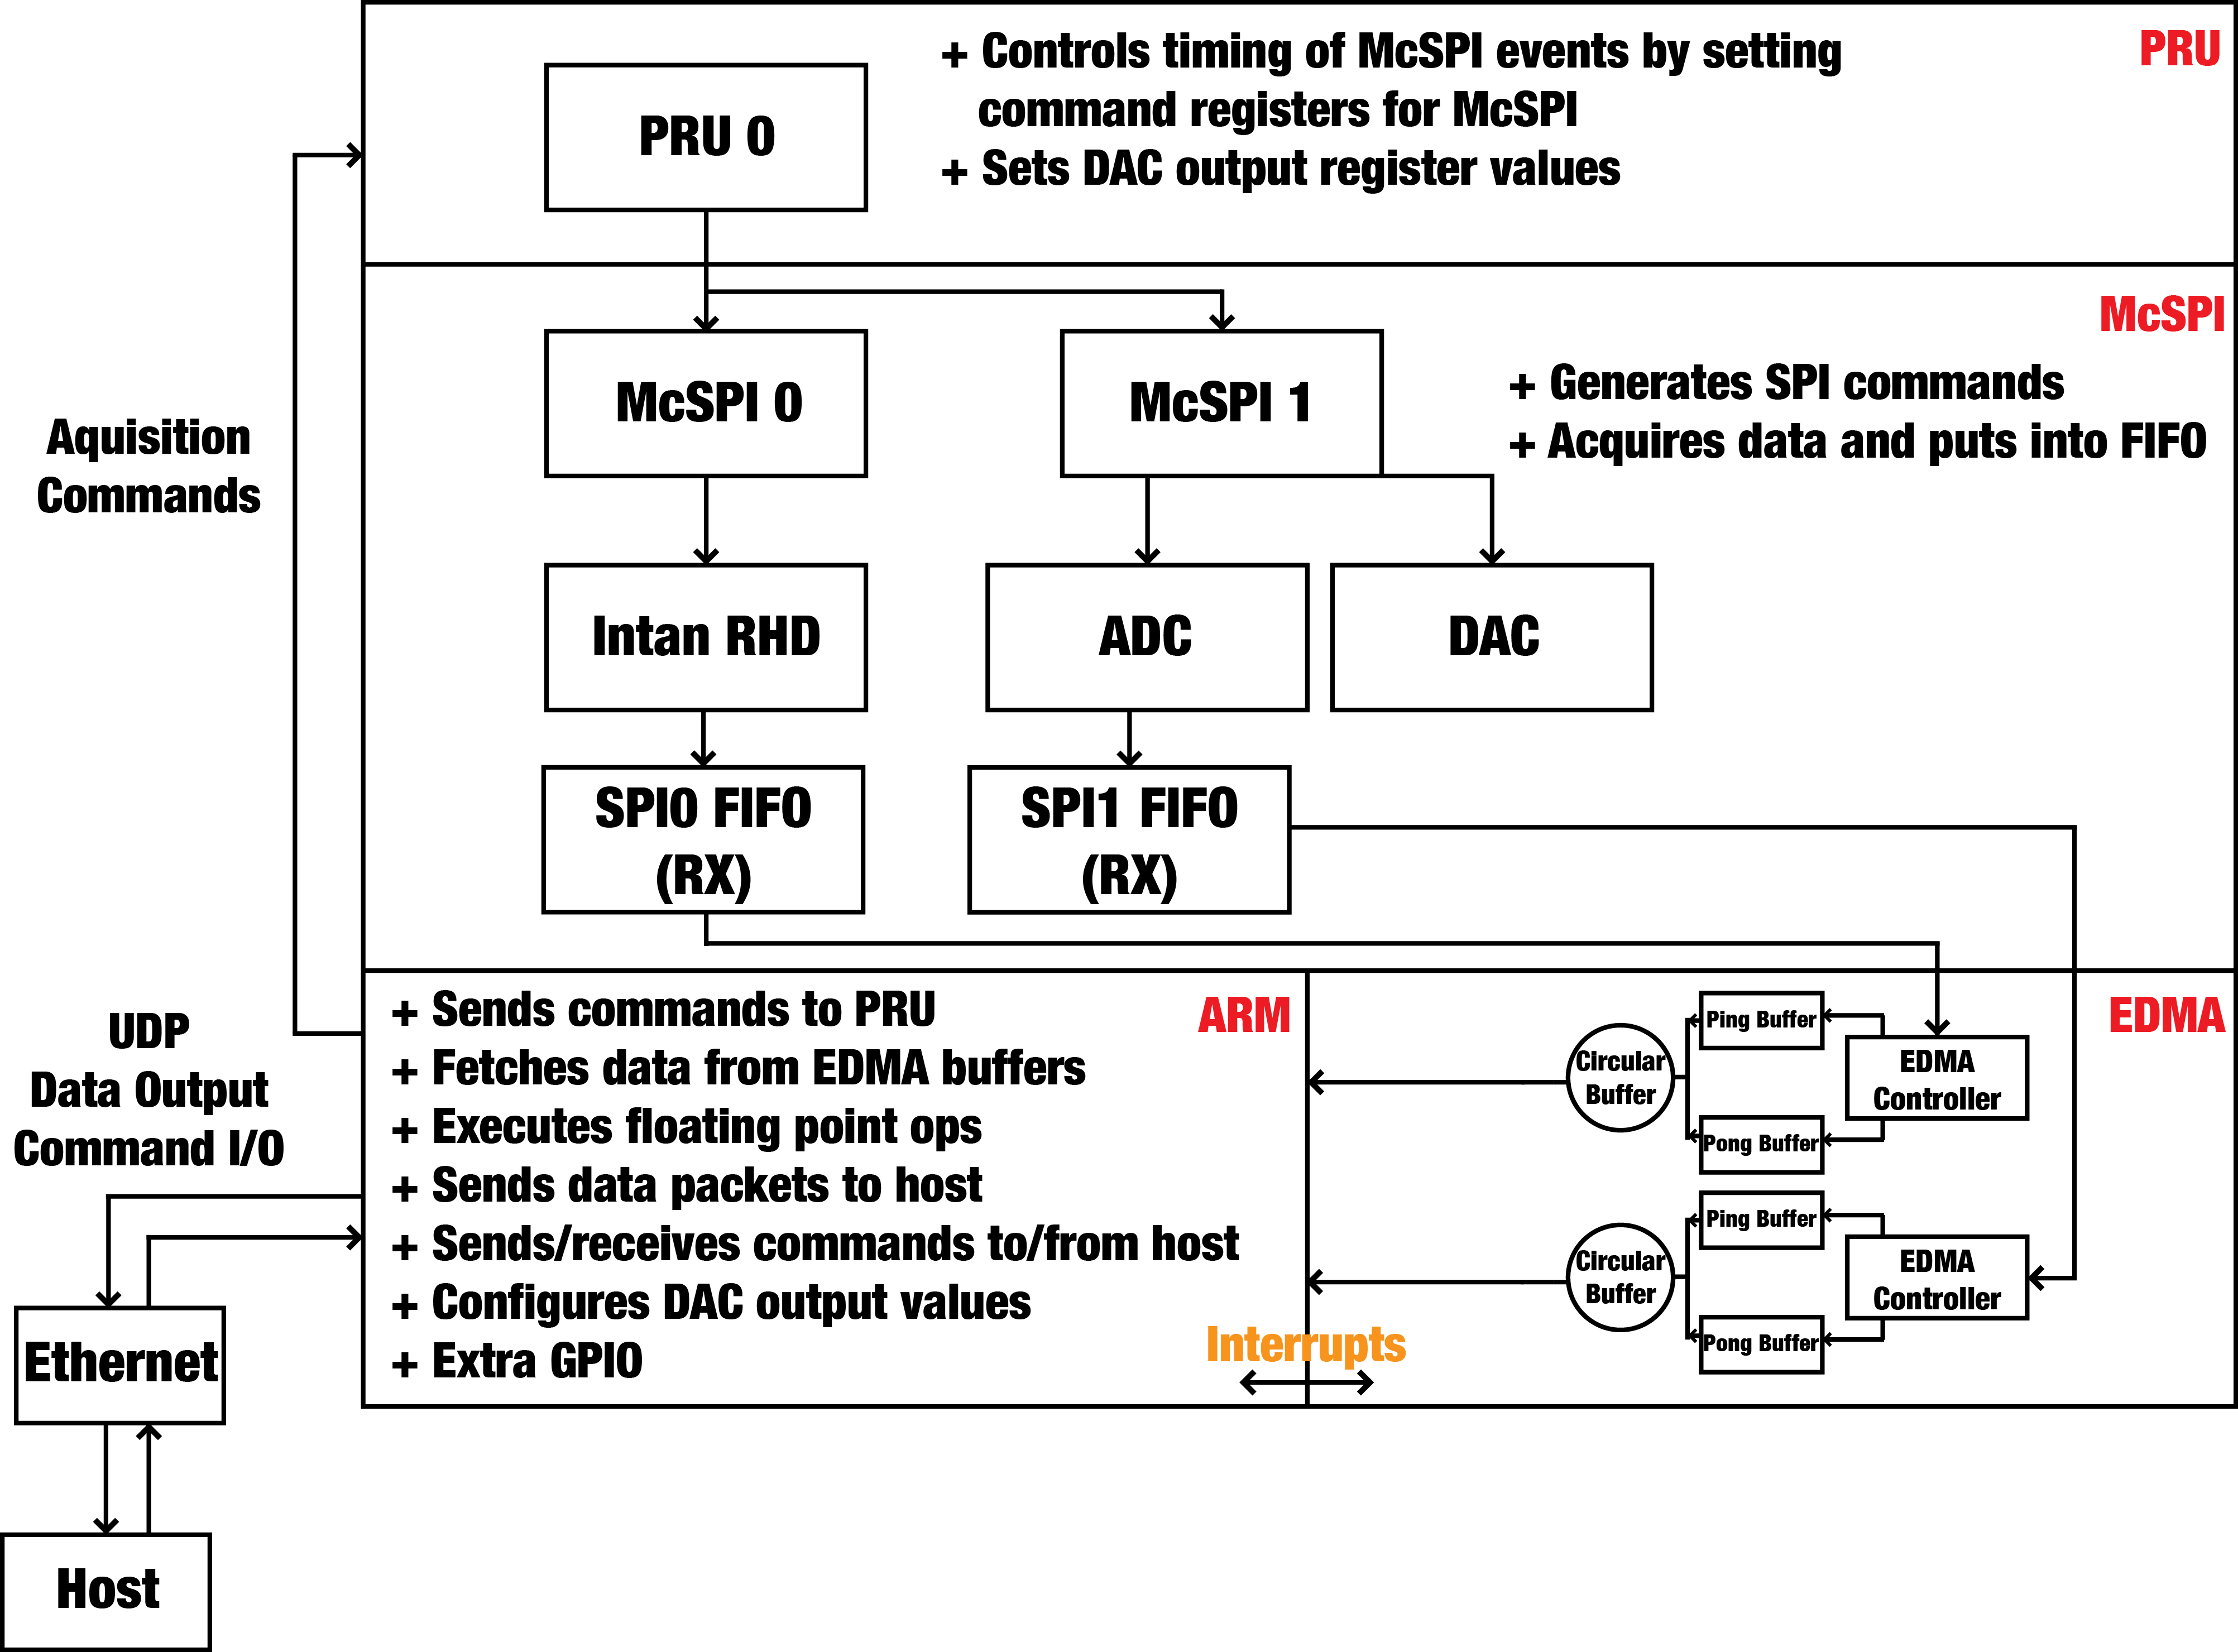 PRU
PRU 0
+ Controls timing of McSPI events by setting
command registers for McSPI
+ Sets DAC output register values
McSPI
McSPI 0
McSPI 1
+ Generates SPI commands
+ Acquires data and puts into FIFO
Aquisition
Commands
Intan RHD
ADC
DAC
SPI0 FIFO
(RX)
SPI1 FIFO
(RX)
UDP
Data Output
Command I/O
ARM
+ Sends commands to PRU
+ Fetches data from EDMA buffers
+ Executes floating point ops
+ Sends data packets to host
+ Sends/receives commands to/from host
+ Configures DAC output values
+ Extra GPIO
Interrupts
EDMA
Circular
Buffer
Ping Buffer
Pong Buffer
EDMA
Controller
Circular
Buffer
Ping Buffer
Pong Buffer
EDMA
Controller
Ethernet
Host